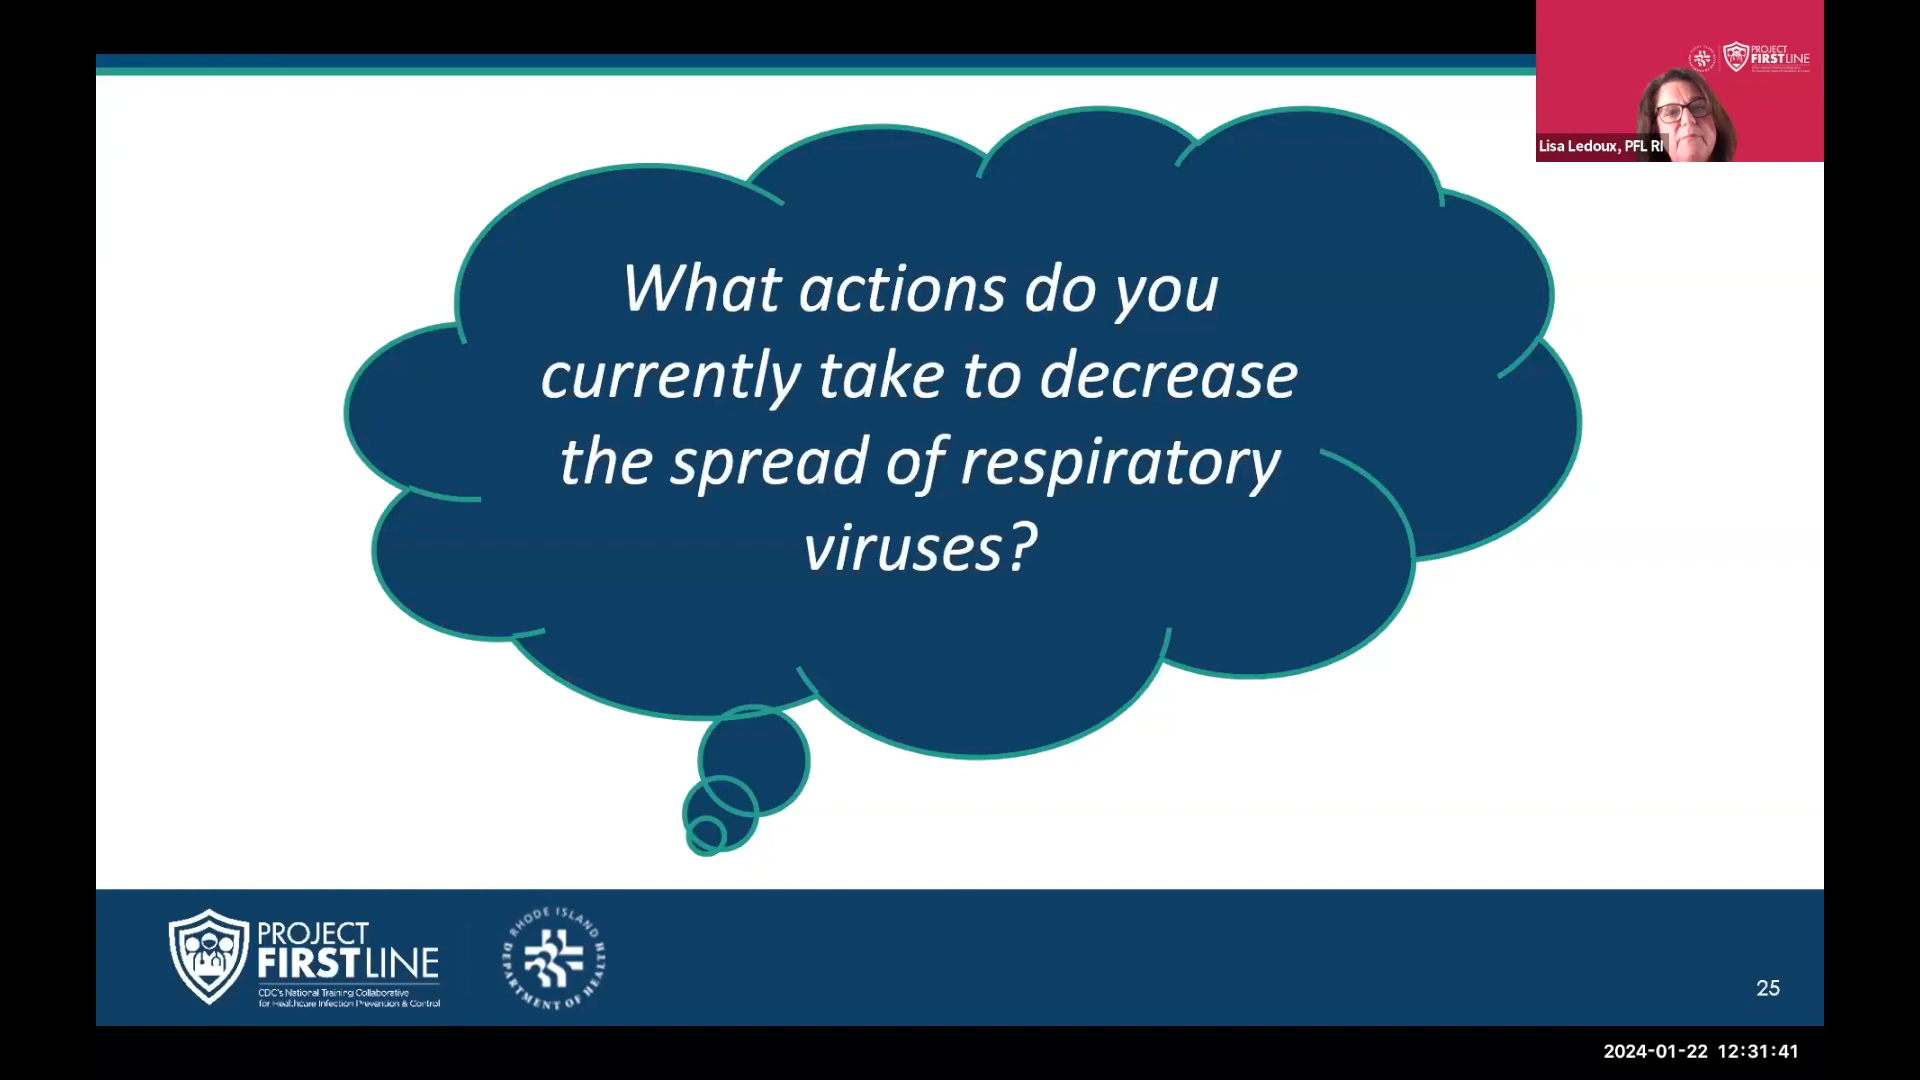 PROJECT
FIRSTLINE
Lisa Ledoux, PFL RI
What actions do you
currently take to decrease
the spread of respiratory
viruses?
PROJECT
FIRSTLINE
CDC's National Training Collaborative
for Healthcare Infection Prevention & Control
RHODE ISLAND
DEPARTMENT OF HEALTH
25
2024-01-22 12:31:41